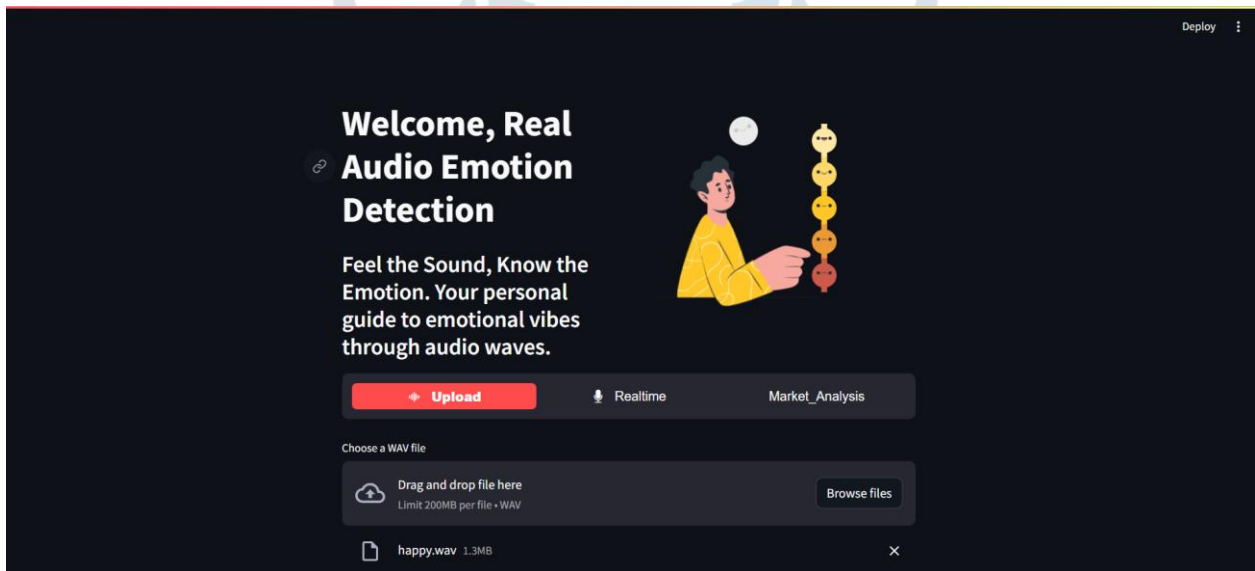 Deploy
Welcome, Real
Audio Emotion
Detection
Feel the Sound, Know the
Emotion. Your personal
guide to emotional vibes
through audio waves.
Upload
Realtime
Market_Analysis
Choose a WAV file
Drag and drop file here
Limit 200MB per file • WAV
Browse files
happy.wav 1.3MB